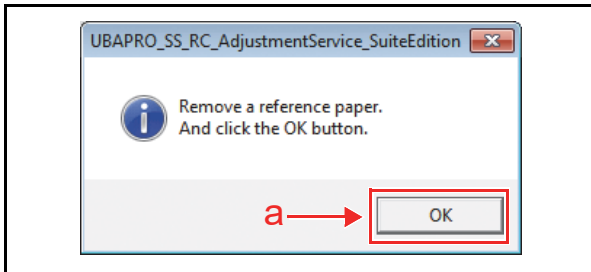 UBAPRO_SS_RC_AdjustmentService_SuiteEdition
Remove a reference paper.
And click the OK button.
a
OK